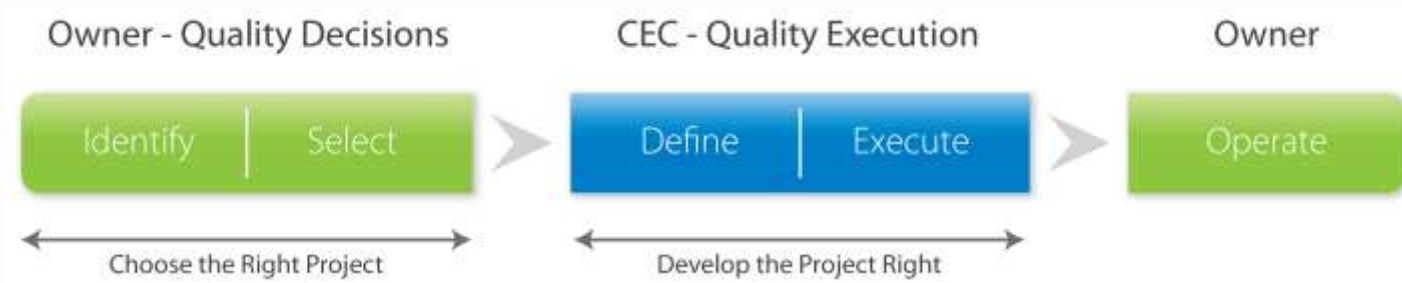 Owner - Quality Decisions
CEC - Quality Execution
Owner
Identify
Select
Define
Execute
Operate
Choose the Right Project
Develop the Project Right